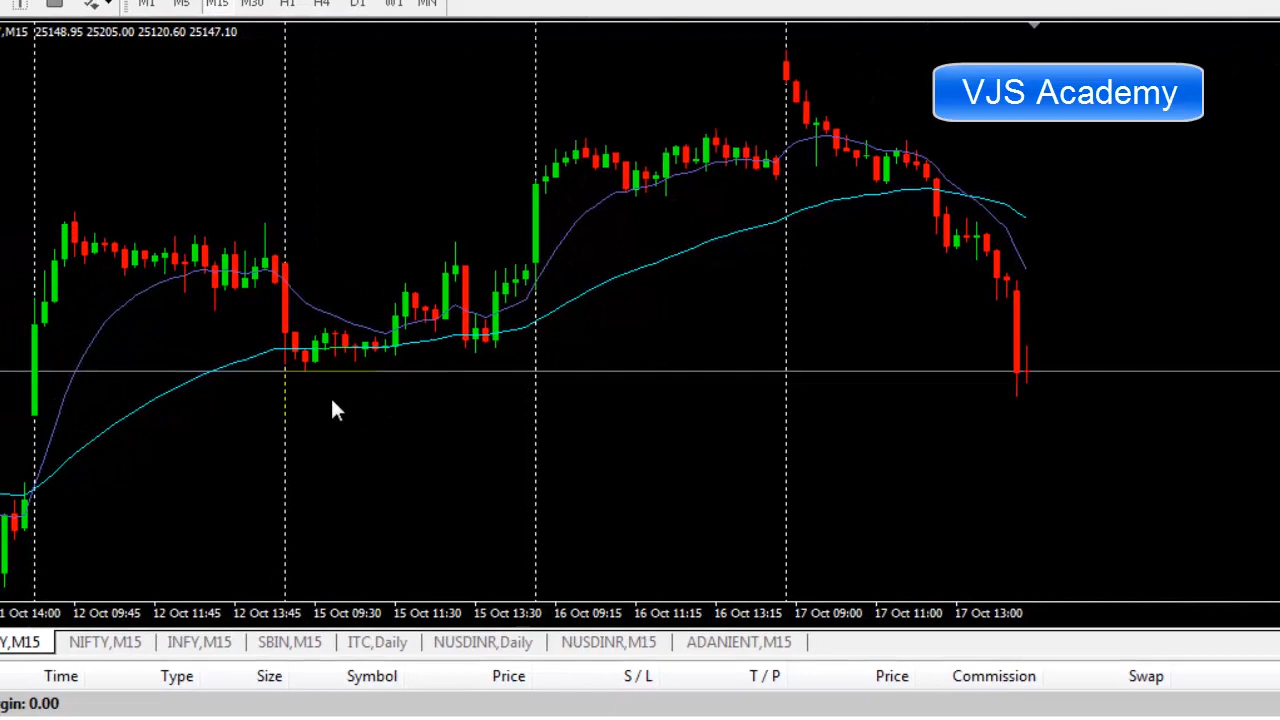 M1 M5 M15 M30 H1 H4 D1 W1 MN
,M15 25148.95 25205.00 25120.60 25147.10
VJS Academy
1 Oct 14:00 12 Oct 09:45 12 Oct 11:45 12 Oct 13:45 15 Oct 09:30 15 Oct 11:30 15 Oct 13:30 16 Oct 09:15 16 Oct 11:15 16 Oct 13:15 17 Oct 09:00 17 Oct 11:00 17 Oct 13:00
Y,M15 NIFTY,M15 INFY,M15 SBIN,M15 ITC,Daily NUSDINR,Daily NUSDINR,M15 ADANIENT,M15
Time Type Size Symbol Price S / L T / P Price Commission Swap
gin: 0.00